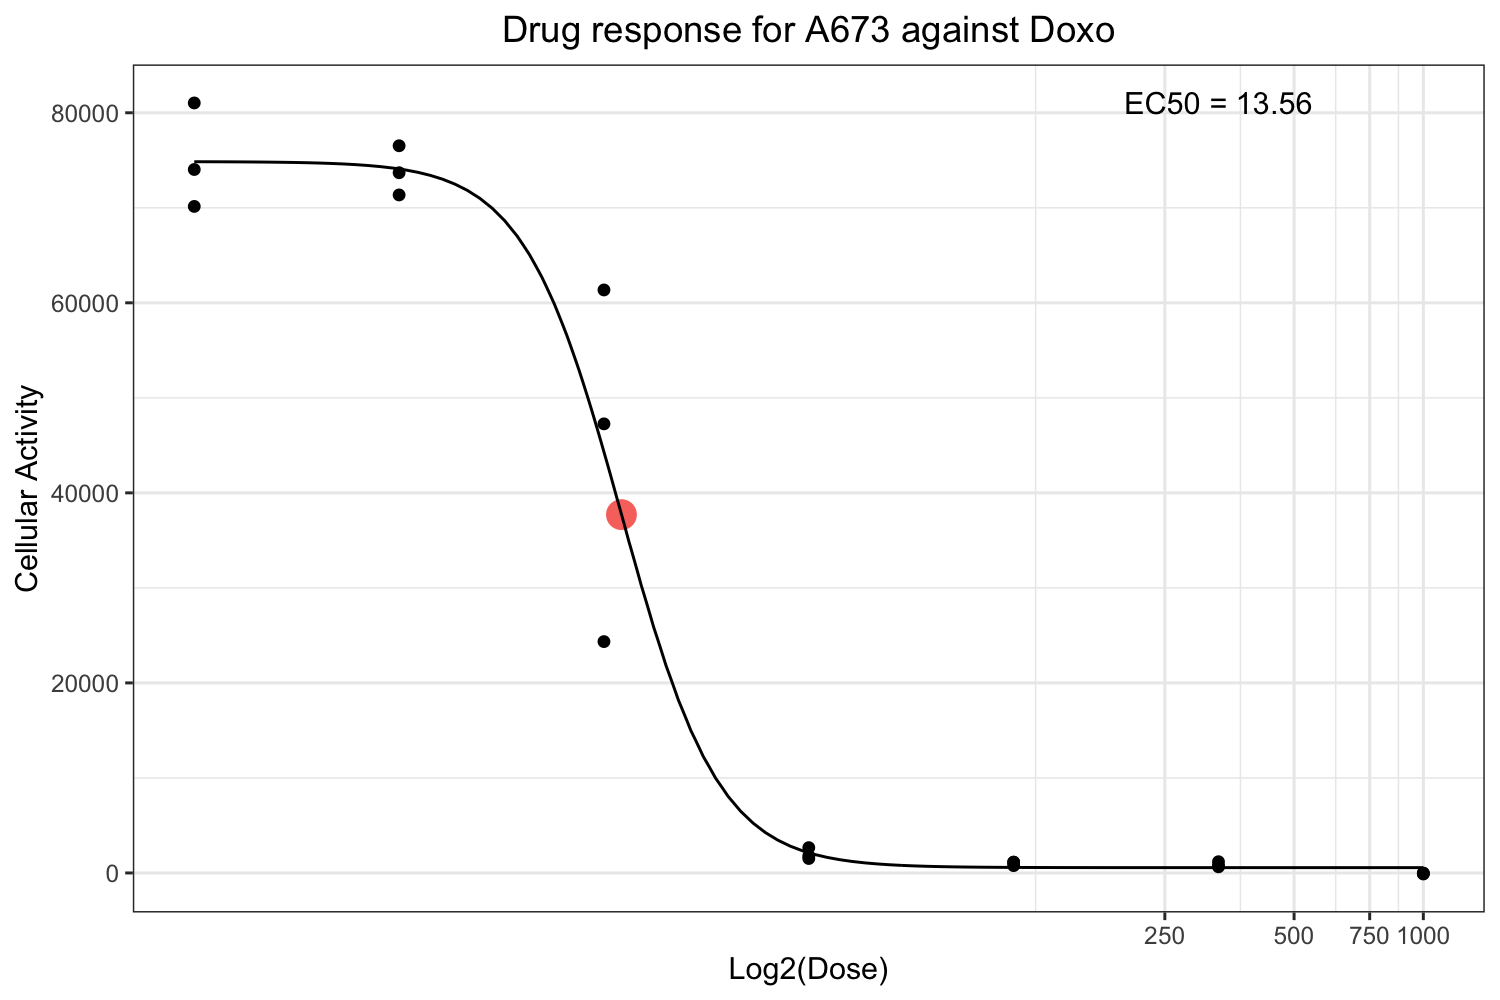 Drug response for A673 against Doxo
EC50 = 13.56
80000
60000
40000
20000
0
Cellular Activity
250 500 750 1000
Log2(Dose)